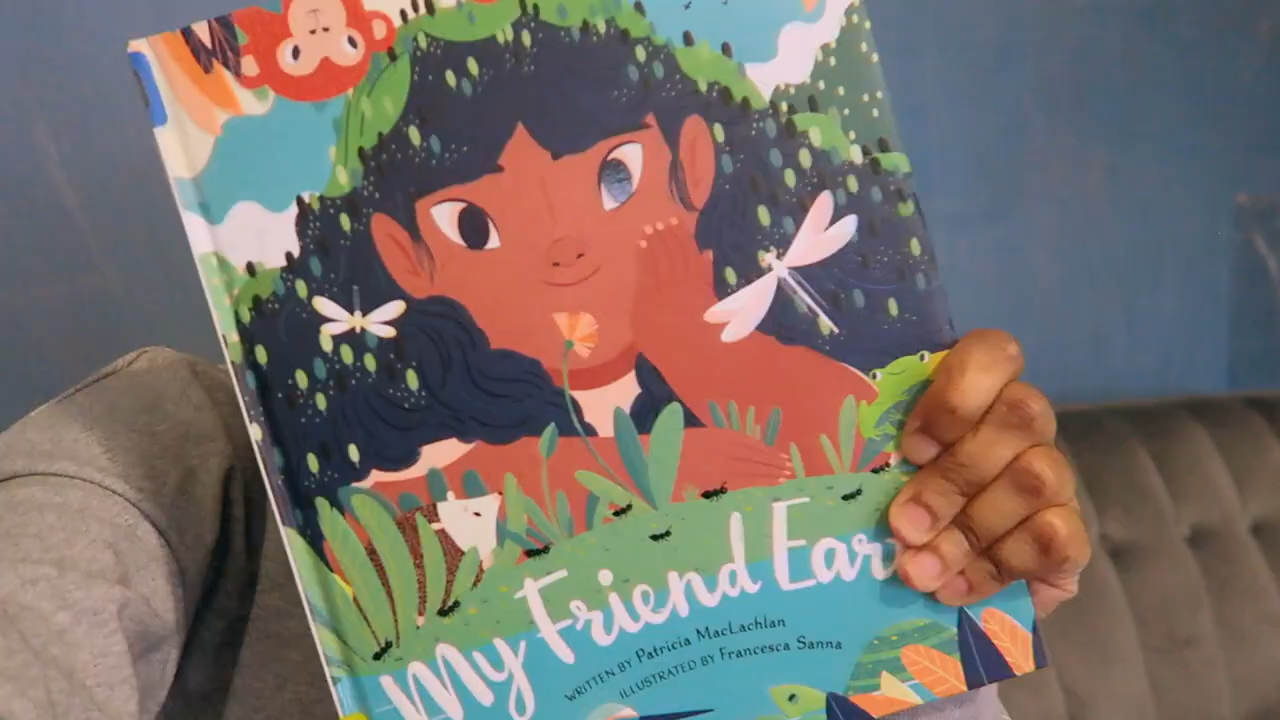 My Friend Ear
WRITTEN BY Patricia MacLachlan
ILLUSTRATED BY Francesca Sanna